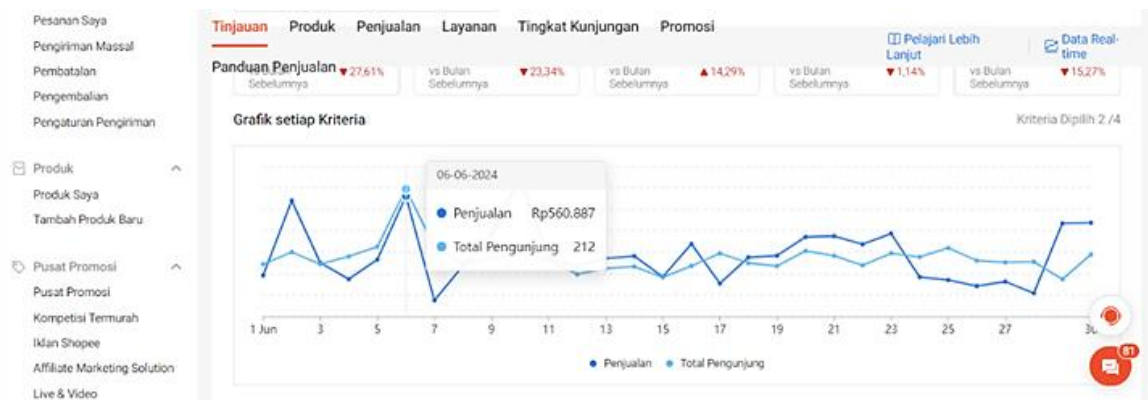 Pesanan Saya
Pengiriman Massal
Pembatalan
Pengembalian
Pengaturan Pengiriman
Produk
Produk Saya
Tambah Produk Baru
Pusat Promosi
Pusat Promosi
Kompetisi Termurah
Iklan Shopee
Affiliate Marketing Solution
Live & Video
Tinjauan Produk Penjualan Layanan Tingkat Kunjungan Promosi
Panduan Penjualan
Pelajari Lebih
Lanjut
Data Real-
time
vs Bulan
Sebelumnya
▼27,61%
vs Bulan
Sebelumnya
▼23,34%
vs Bulan
Sebelumnya
▲14,29%
vs Bulan
Sebelumnya
▼1,14%
vs Bulan
Sebelumnya
▼15,27%
Grafik setiap Kriteria
Kriteria Dipilih 2 /4
06-06-2024
Penjualan Rp560.887
Total Pengunjung 212
1 Jun 3 5 7 9 11 13 15 17 19 21 23 25 27
Penjualan Total Pengunjung
81